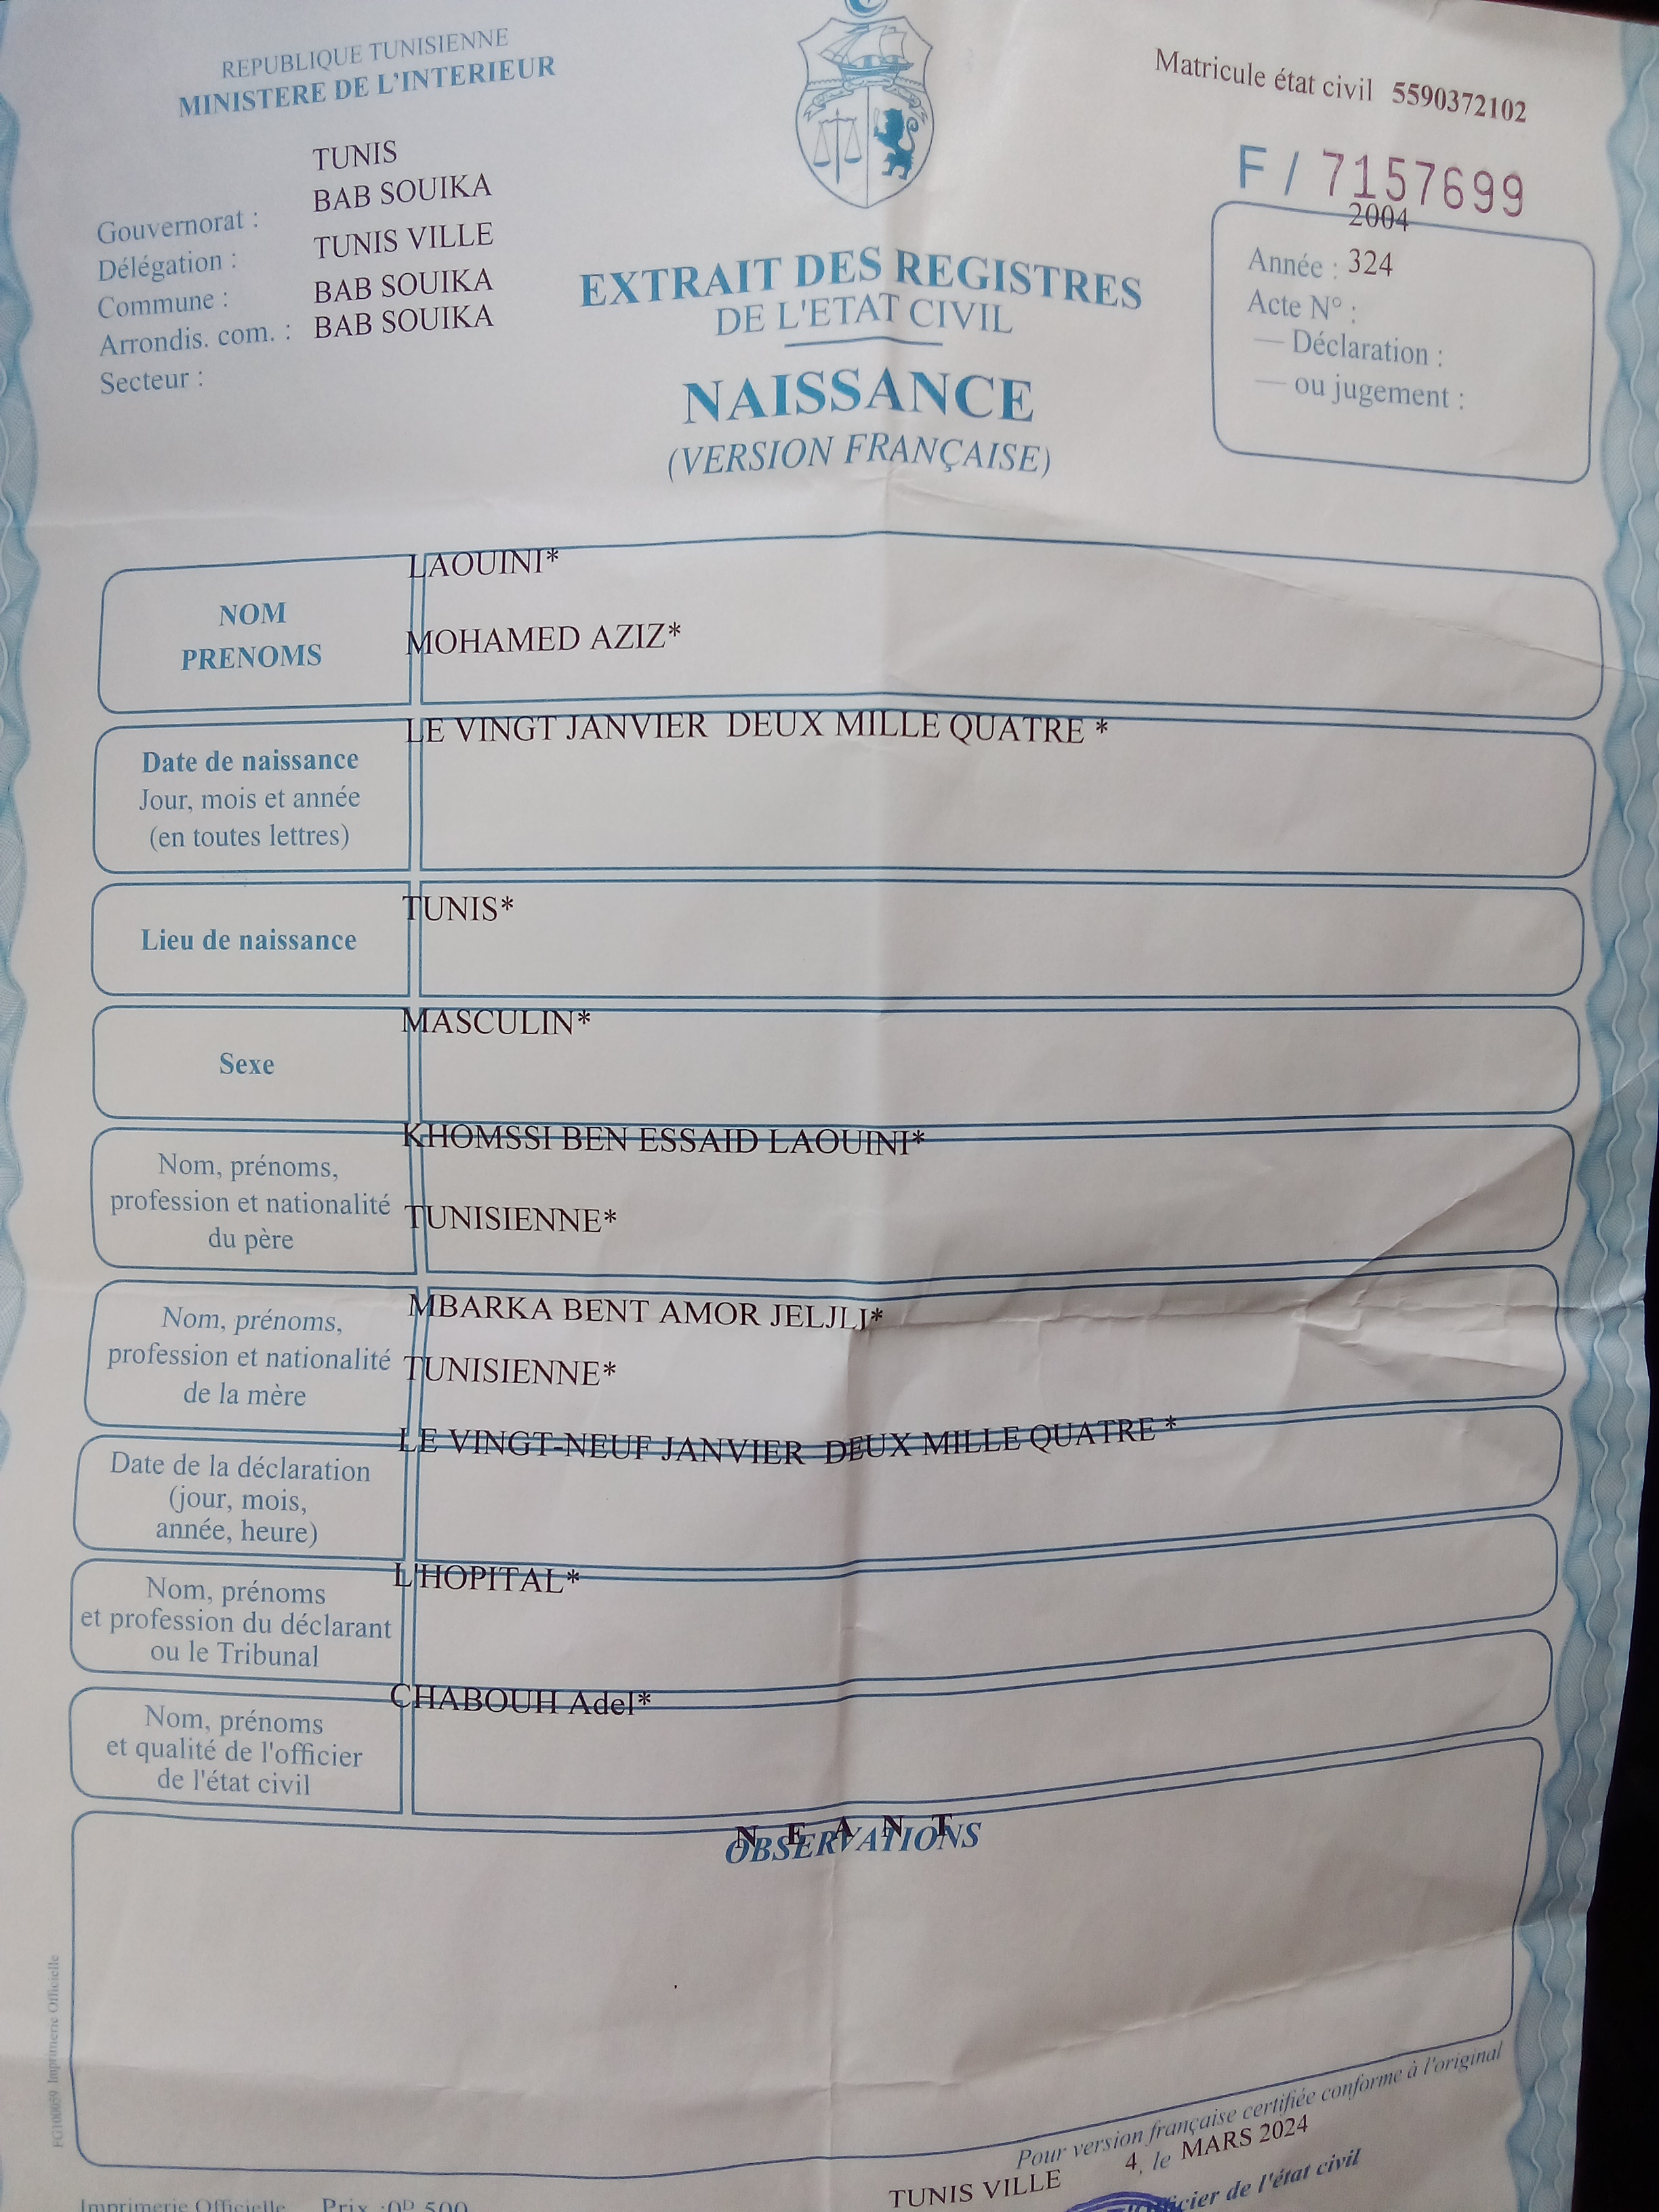 REPUBLIQUE TUNISIENNE
MINISTERE DE L'INTERIEUR
Matricule état civil 5590372102
F / 7157699
TUNIS
BAB SOUIKA
TUNIS VILLE
BAB SOUIKA
BAB SOUIKA
Gouvernorat :
Délégation :
Commune :
Arrondis. com. :
Secteur :
EXTRAIT DES REGISTRES
DE L'ETAT CIVIL
NAISSANCE
(VERSION FRANÇAISE)
2004
Année : 324
Acte N° :
— Déclaration :
— ou jugement :
NOM
PRENOMS
LAOUINI*
MOHAMED AZIZ*
Date de naissance
Jour, mois et année
(en toutes lettres)
LE VINGT JANVIER DEUX MILLE QUATRE *
Lieu de naissance
TUNIS*
Sexe
MASCULIN*
Nom, prénoms,
profession et nationalité
du père
KHOMSSI BEN ESSAID LAOUINI*
TUNISIENNE*
Nom, prénoms,
profession et nationalité
de la mère
MBARKA BENT AMOR JELJLI*
TUNISIENNE*
Date de la déclaration
(jour, mois,
année, heure)
LE VINGT-NEUF JANVIER DEUX MILLE QUATRE *
Nom, prénoms
et profession du déclarant
ou le Tribunal
L'HOPITAL*
Nom, prénoms
et qualité de l'officier
de l'état civil
CHABOUH Adel*
N E A N T
OBSERVATIONS
Pour version française certifiée conforme à l'original
TUNIS VILLE 4, le MARS 2024
de l'état civil
Imprimerie Officielle Prix :0D 500
Imprimerie Officielle